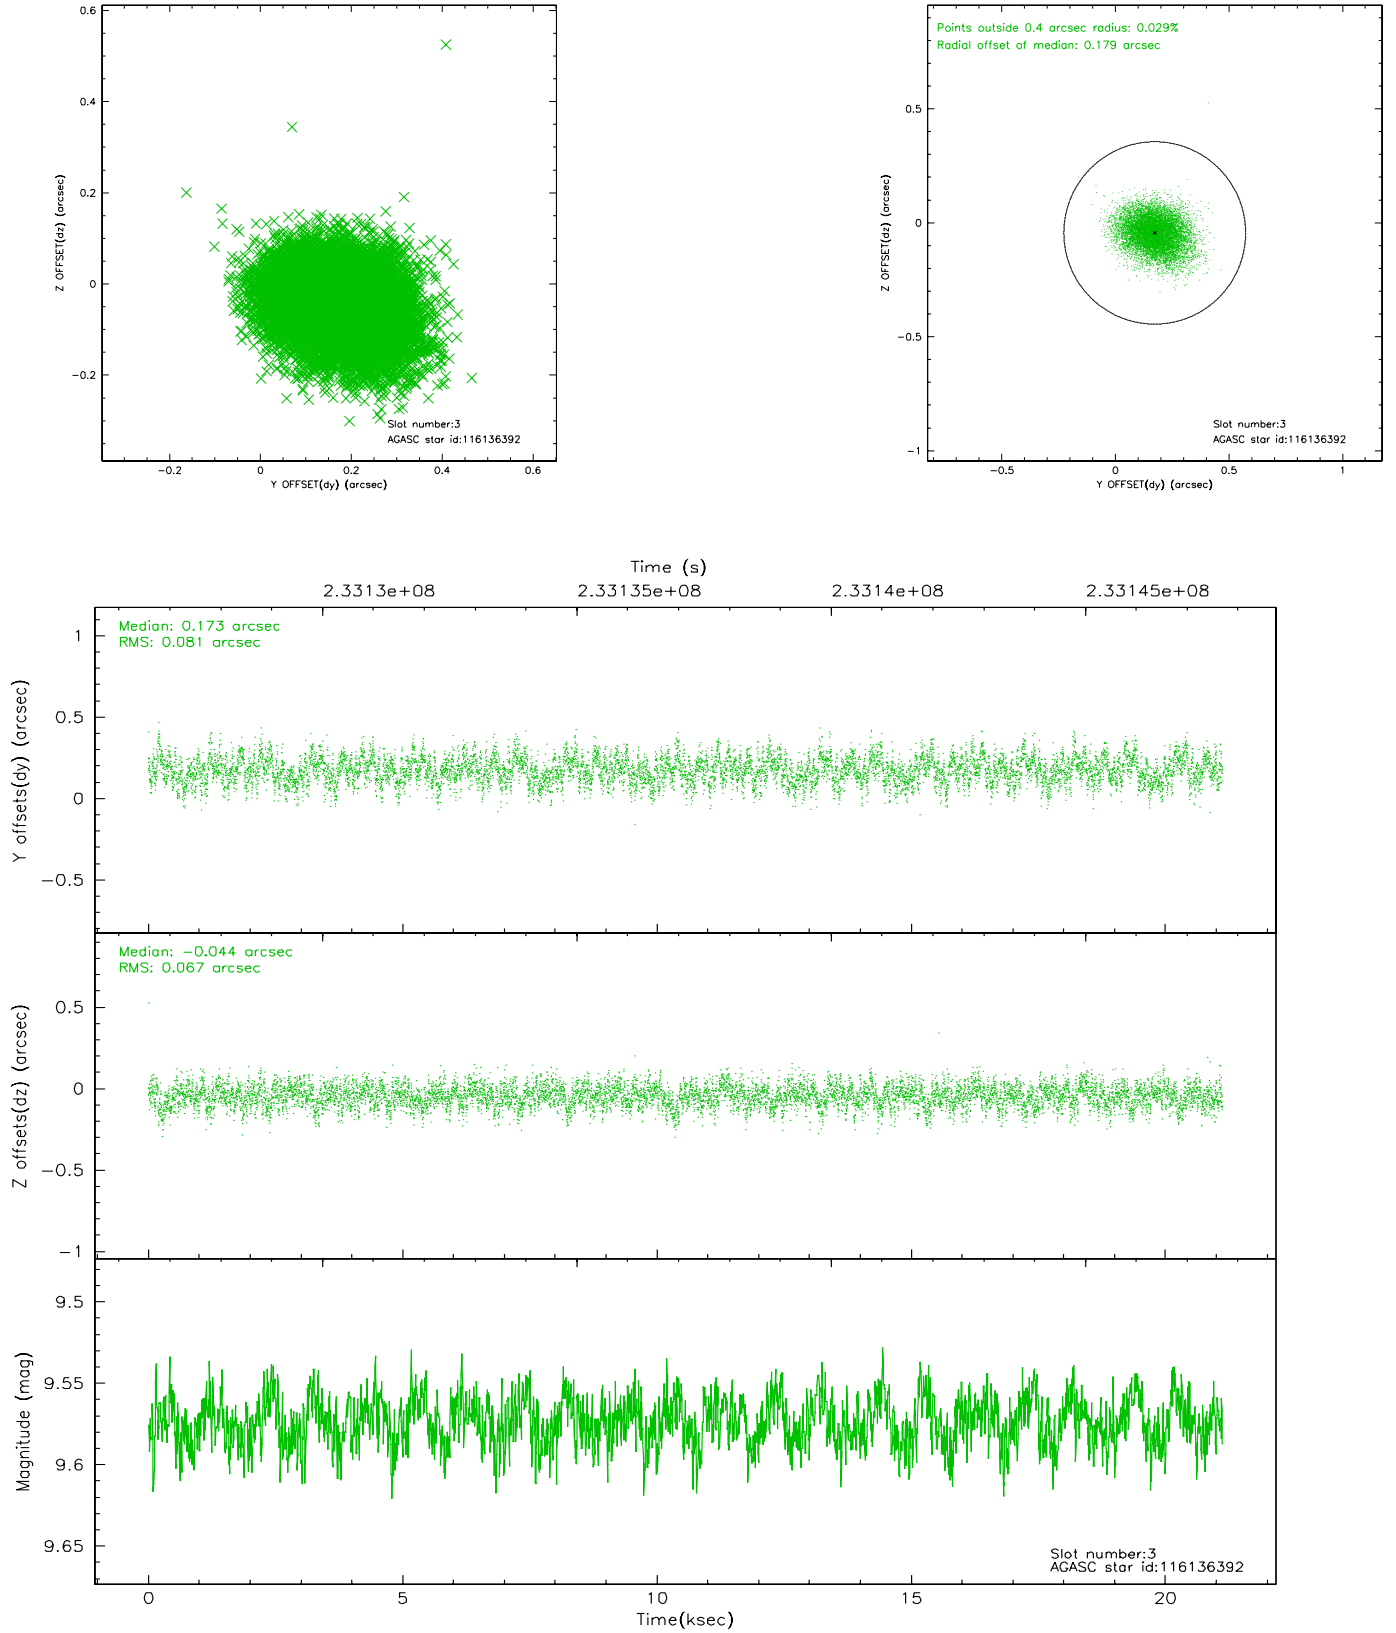 0.6
0.4
0.2
0
−0.2
Z OFFSET(dz) (arcsec)
Slot number:3
AGASC star id:116136392
−0.2 0 0.2 0.4 0.6
Y OFFSET(dy) (arcsec)
Points outside 0.4 arcsec radius: 0.029%
Radial offset of median: 0.179 arcsec
0.5
0
−0.5
−1
Z OFFSET(dz) (arcsec)
Slot number:3
AGASC star id:116136392
−0.5 0 0.5 1
Y OFFSET(dy) (arcsec)
Time (s)
2.3313e+08 2.33135e+08 2.3314e+08 2.33145e+08
Median: 0.173 arcsec
RMS: 0.081 arcsec
1
0.5
0
−0.5
Y offsets(dy) (arcsec)
Median: −0.044 arcsec
RMS: 0.067 arcsec
0.5
0
−0.5
−1
Z offsets(dz) (arcsec)
9.5
9.55
9.6
9.65
Magnitude (mag)
Slot number:3
AGASC star id:116136392
0 5 10 15 20
Time(ksec)